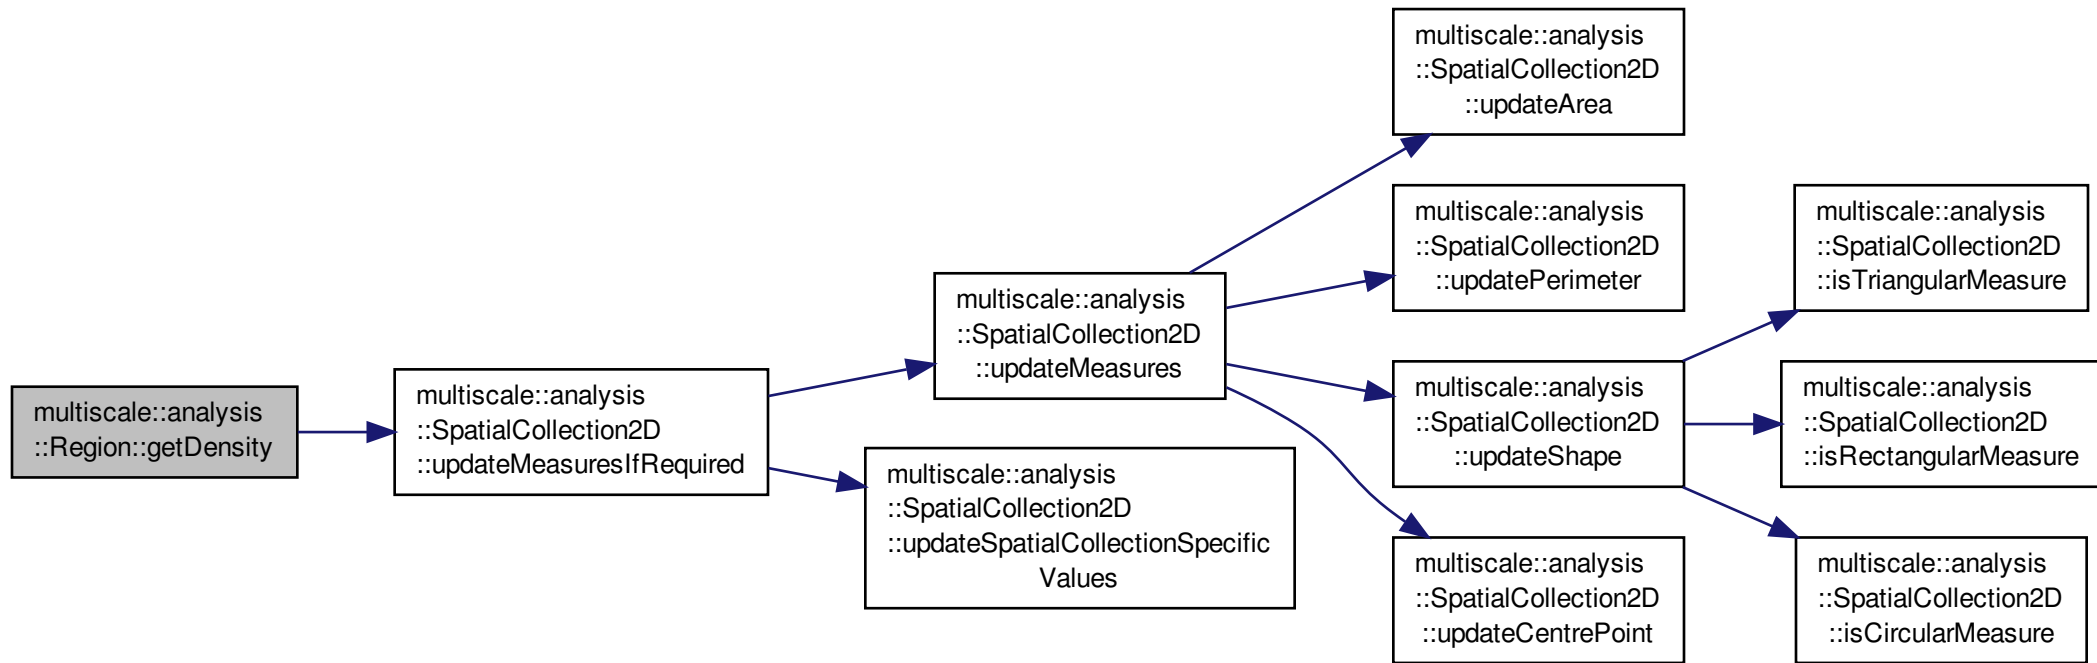 multiscale::analysis
::Region::getDensity
multiscale::analysis
::SpatialCollection2D
::updateMeasuresIfRequired
multiscale::analysis
::SpatialCollection2D
::updateMeasures
multiscale::analysis
::SpatialCollection2D
::updateSpatialCollectionSpecific
Values
multiscale::analysis
::SpatialCollection2D
::updateArea
multiscale::analysis
::SpatialCollection2D
::updatePerimeter
multiscale::analysis
::SpatialCollection2D
::updateShape
multiscale::analysis
::SpatialCollection2D
::updateCentrePoint
multiscale::analysis
::SpatialCollection2D
::isTriangularMeasure
multiscale::analysis
::SpatialCollection2D
::isRectangularMeasure
multiscale::analysis
::SpatialCollection2D
::isCircularMeasure